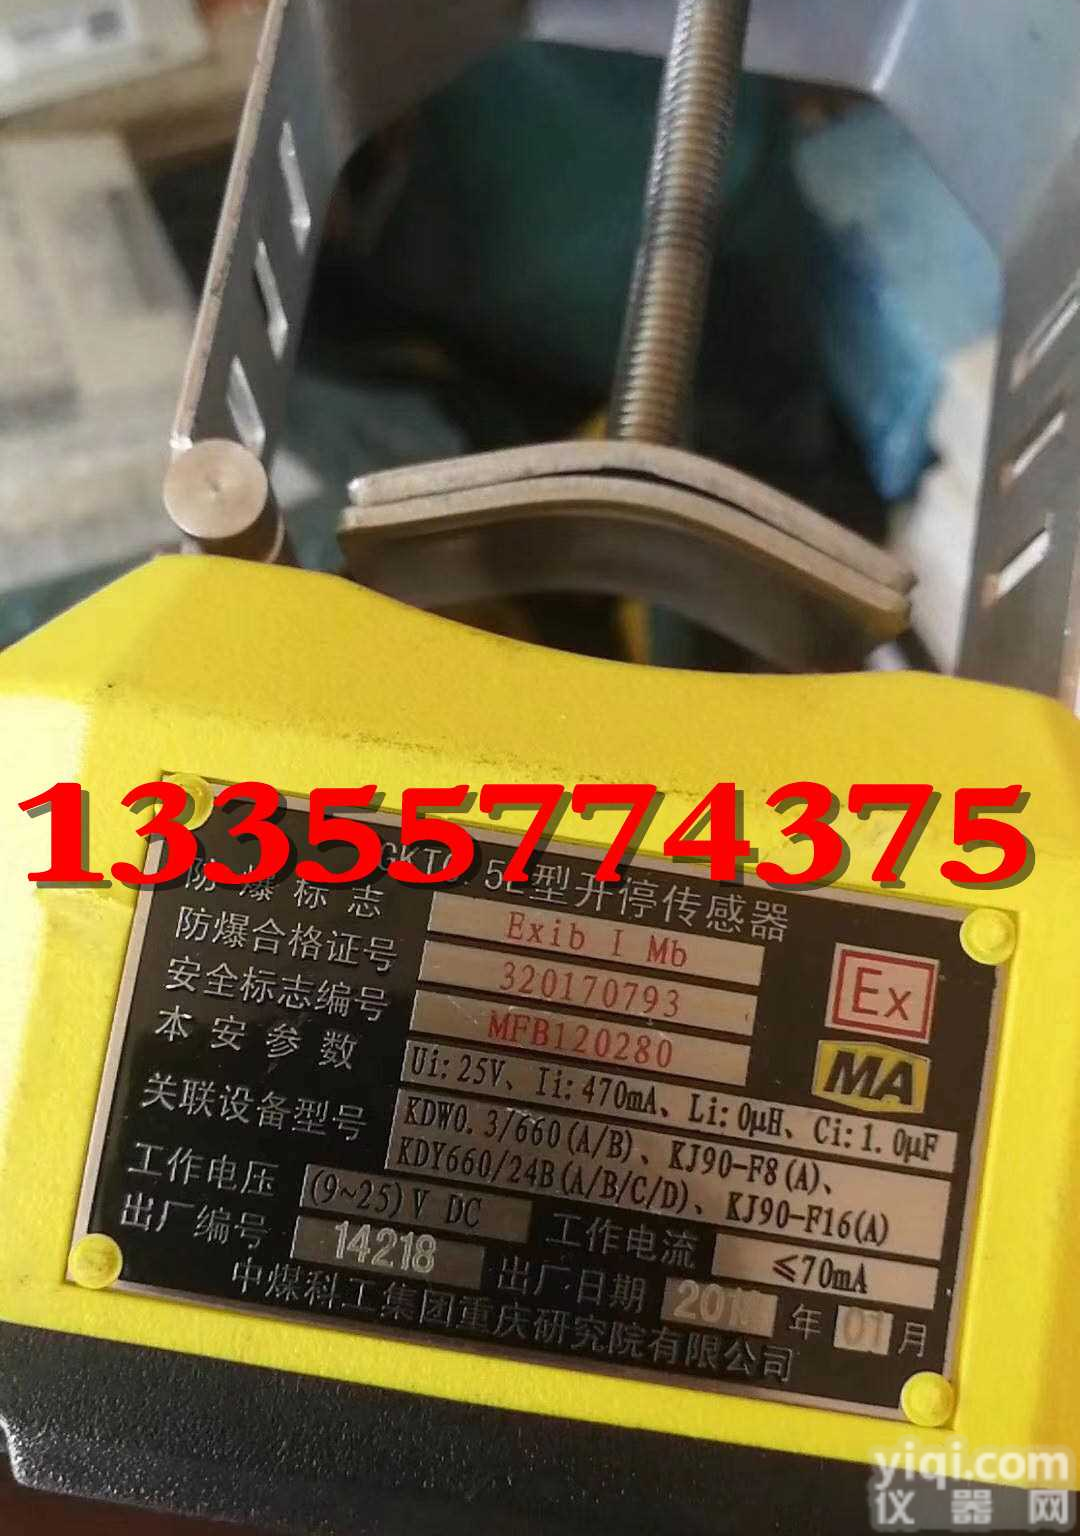 13355774375
型开停传感器
防爆标志 Exib I Mb
防爆合格证号 320170793
安全标志编号 MFB120280
本安参数 Ui:25V、Ii:470mA、Li:0μH、Ci:1.0μF
关联设备型号 KDW0.3/660(A/B)、KJ90-F8(A)、
KDY660/24B(A/B/C/D)、KJ90-F16(A)
工作电压 (9~25)V DC 工作电流 ≤70mA
出厂编号 14218 出厂日期 年 01 月
中煤科工集团重庆研究院有限公司
Ex
MA
yiqi.com
仪器网